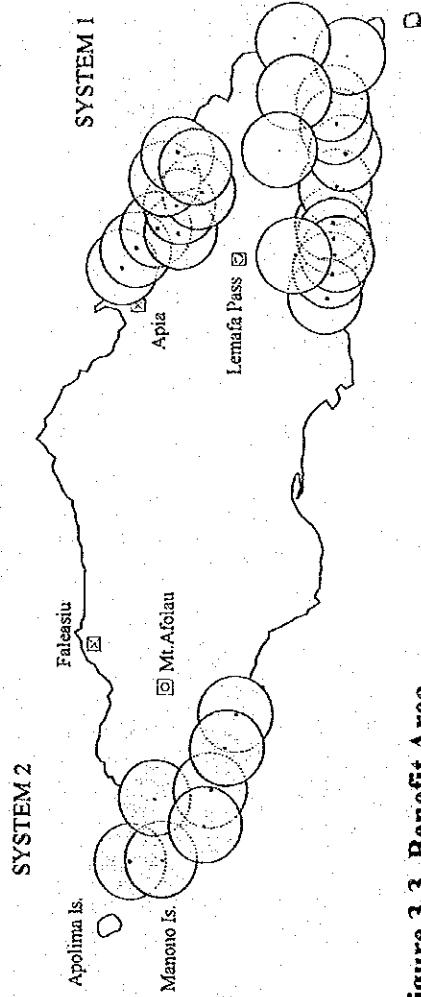 SYSTEM 2
SYSTEM 1
Apolima Is.
Manono Is.
Faleasiu
Mt.Afolau
Apia
Lemafa Pass
Figure 3.3 Benefit Area